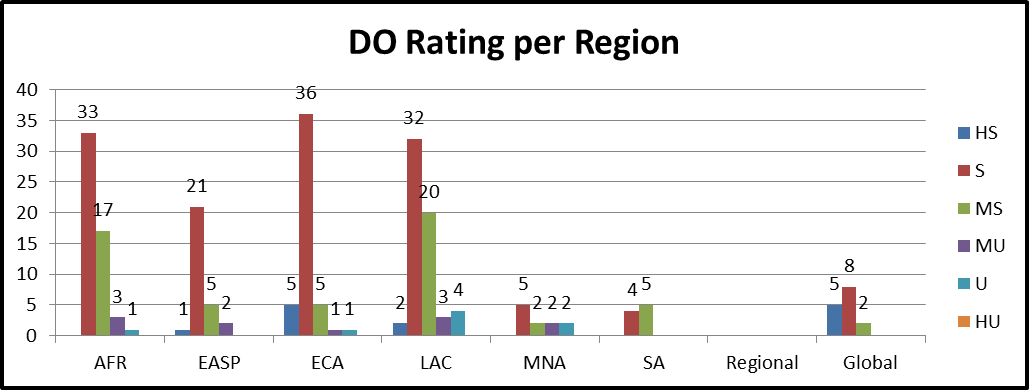 DO Rating per Region
40
35
30
25
20
15
10
5
0
33
17
3
1
1
21
5
2
5
36
5
1
1
2
32
20
3
4
5
2
2
2
4
5
5
8
2
AFR
EASP
ECA
LAC
MNA
SA
Regional
Global
HS
S
MS
MU
U
HU